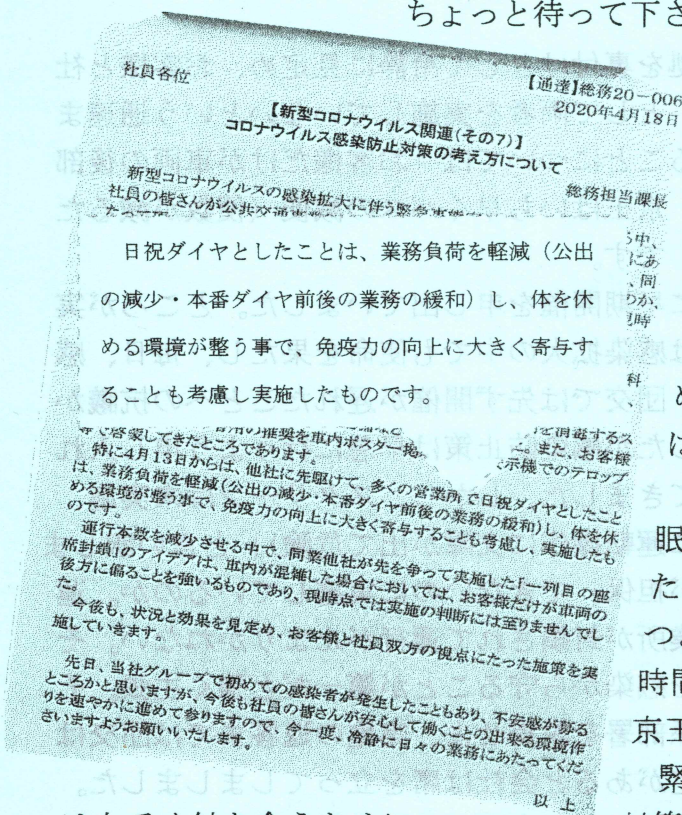 ちょっと待って下さ
社員各位
【通達】総務20－006
2020年4月18日
【新型コロナウイルス関連(その7)】
コロナウイルス感染防止対策の考え方について
総務担当課長
新型コロナウイルスの感染拡大に伴う緊急事態
社員の皆さんが公共交通
日祝ダイヤとしたことは、業務負荷を軽減（公出
の減少・本番ダイヤ前後の業務の緩和）し、体を休
める環境が整う事で、免疫力の向上に大きく寄与す
ることも考慮し実施したものです。
を消毒するス
の推奨を車内ポスター掲
また、お客様
で啓蒙してきたところであります。
示機でのテロップ
特に4月13日からは、他社に先駆けて、多くの営業所で日祝ダイヤとしたこと
は、業務負荷を軽減(公出の減少・本番ダイヤ前後の業務の緩和)し、体を休
める環境が整う事で、免疫力の向上に大きく寄与することも考慮し、実施したも
のです。
運行本数を減少させる中で、同業他社が先を争って実施した「一列目の座
席封鎖」のアイデアは、車内が混雑した場合においては、お客様だけが車両の
後方に偏ることを強いるものであり、現時点では実施の判断には至りませんでし
た。
今後も、状況と効果を見定め、お客様と社員双方の視点にたった施策を実
施していきます。
先日、当社グループで初めての感染者が発生したこともあり、不安感が募る
ところかと思いますが、今後も社員の皆さんが安心して働くことの出来る環境作
りを速やかに進めて参りますので、今一度、冷静に日々の業務にあたってくだ
さいますようお願いいたします。
以 上
眠
た
つ
時間
京王
緊